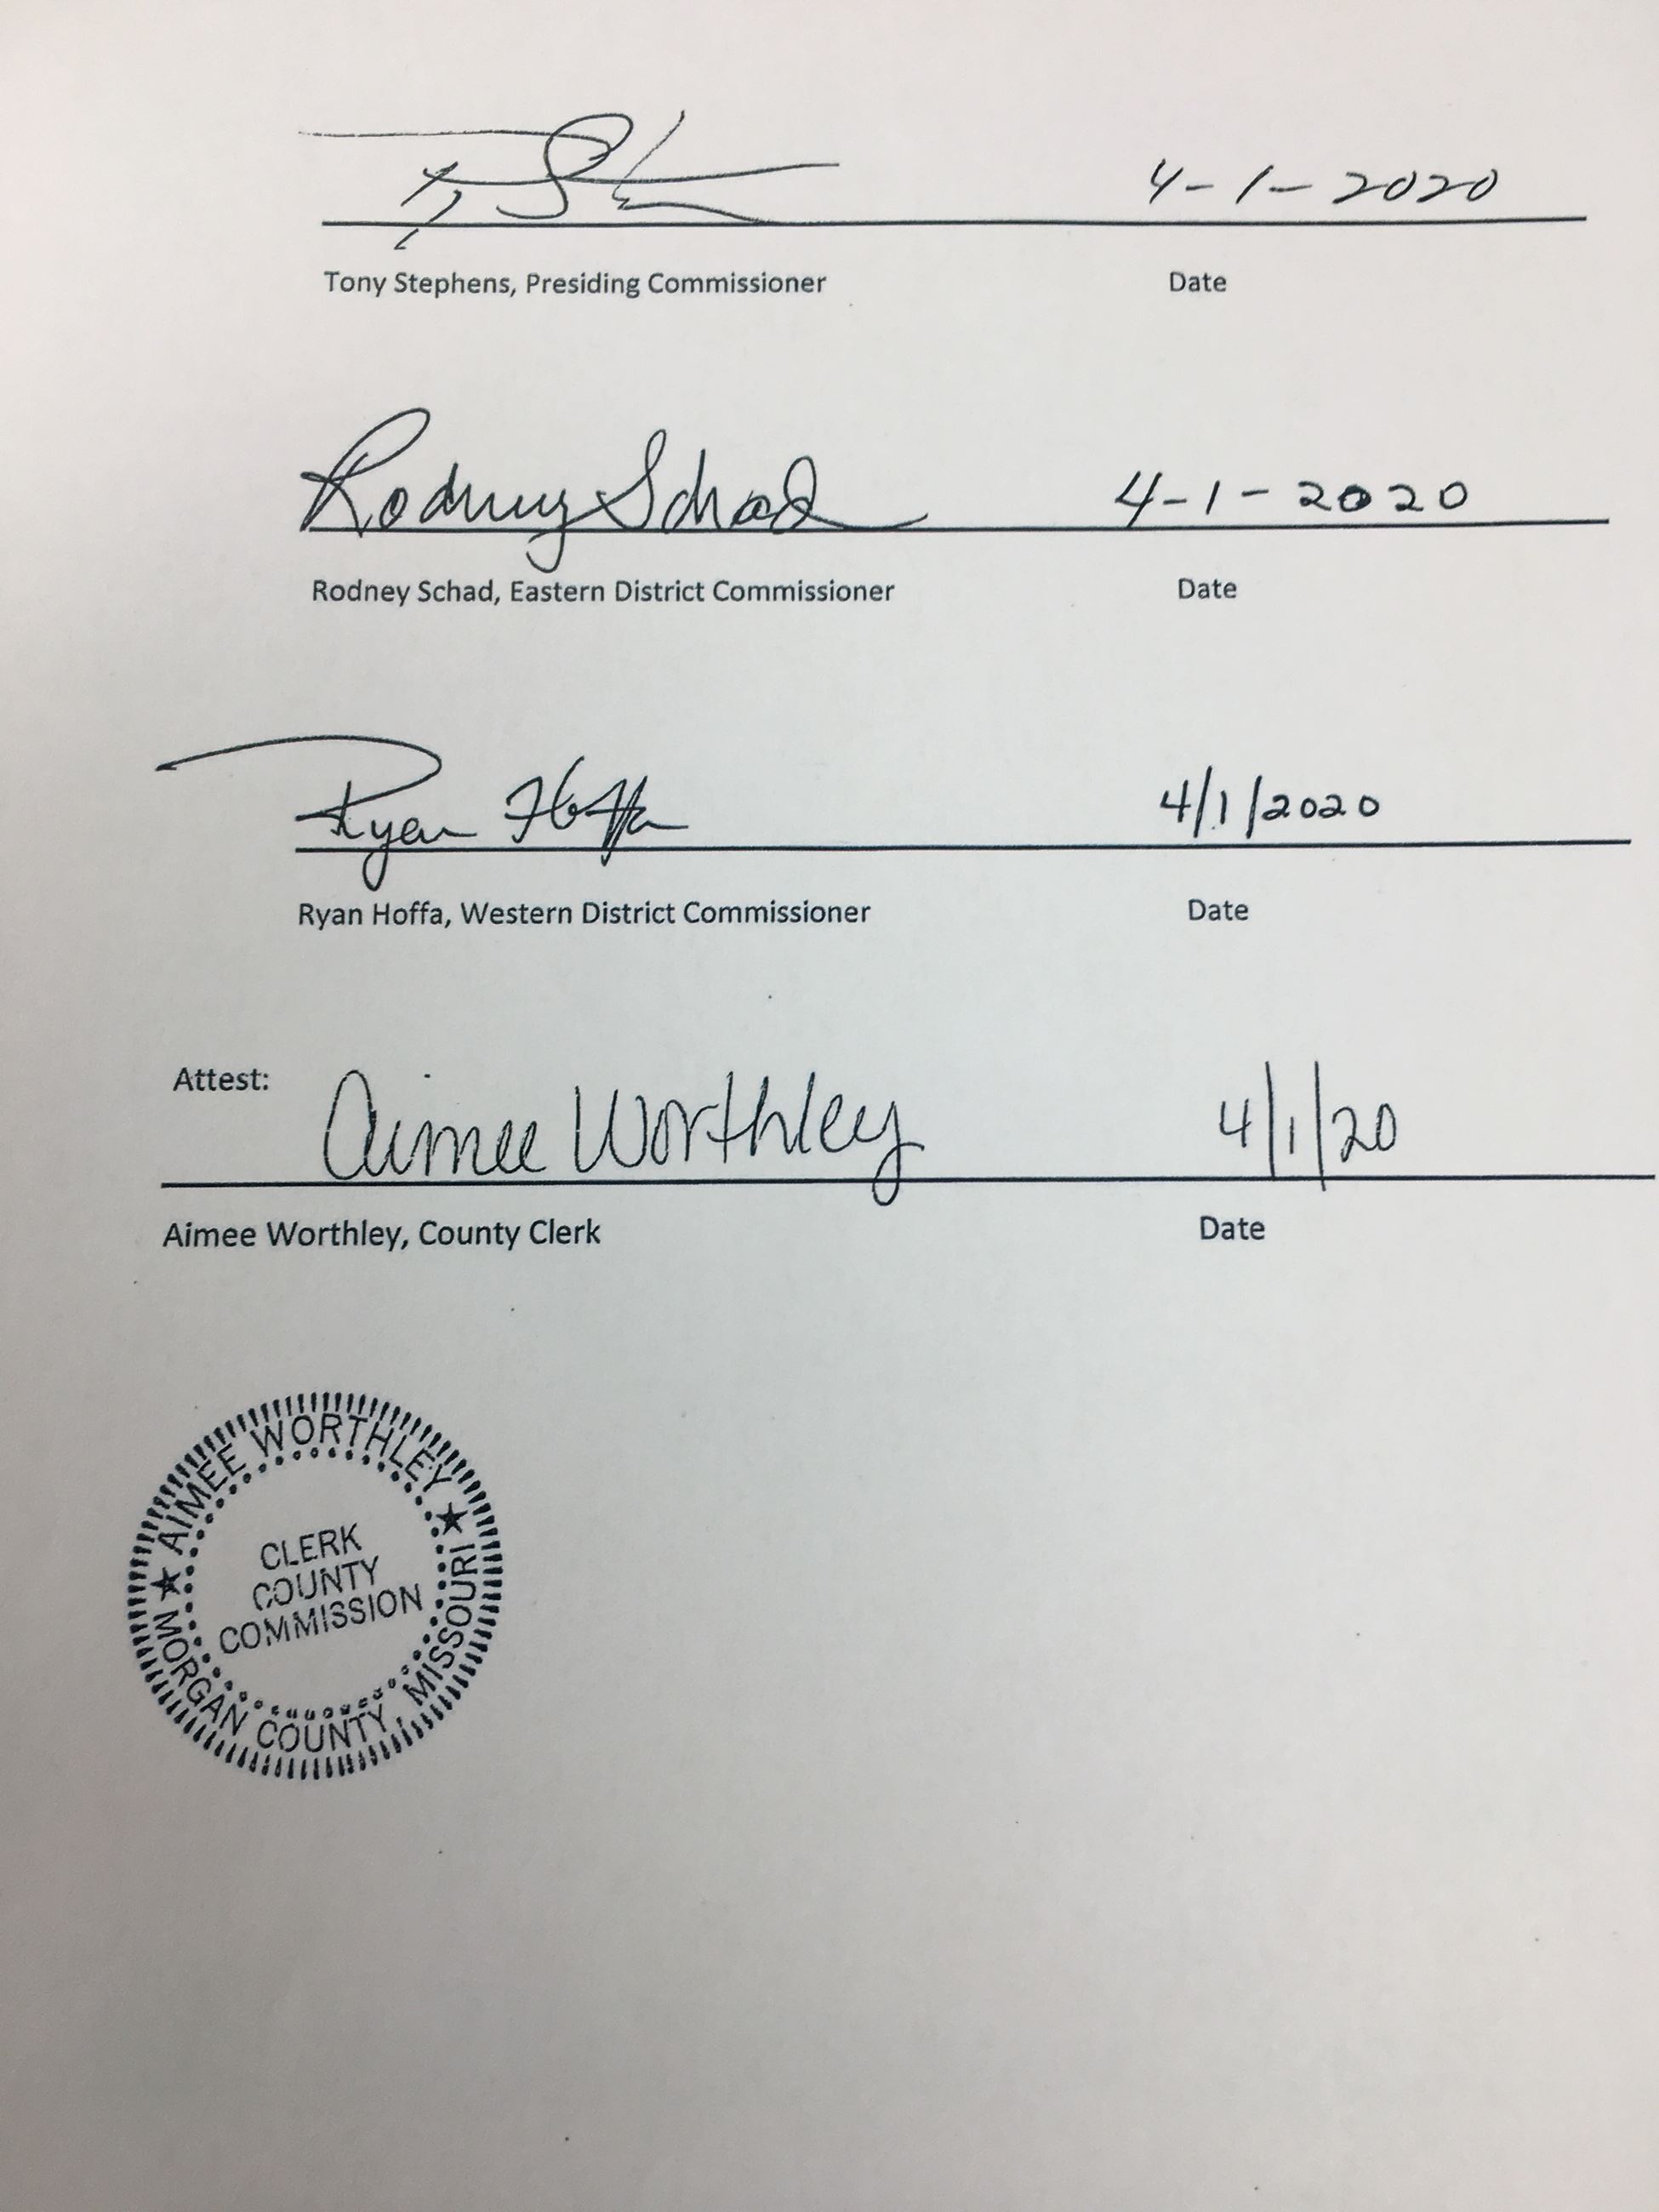 4-1-2020
Tony Stephens, Presiding Commissioner Date
Rodney Schad 4-1-2020
Rodney Schad, Eastern District Commissioner Date
Ryan Hoffa 4/1/2020
Ryan Hoffa, Western District Commissioner Date
Attest: Aimee Worthley 4/1/20
Aimee Worthley, County Clerk Date
AIMEE WORTHLEY
CLERK
COUNTY
COMMISSION
MORGAN COUNTY, MISSOURI